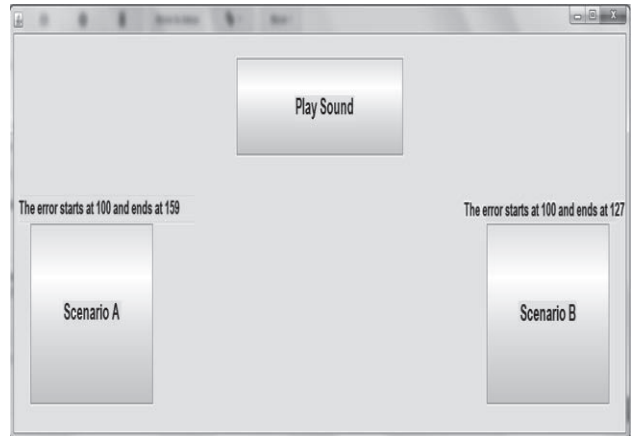 Play Sound
The error starts at 100 and ends at 159
The error starts at 100 and ends at 127
Scenario A
Scenario B